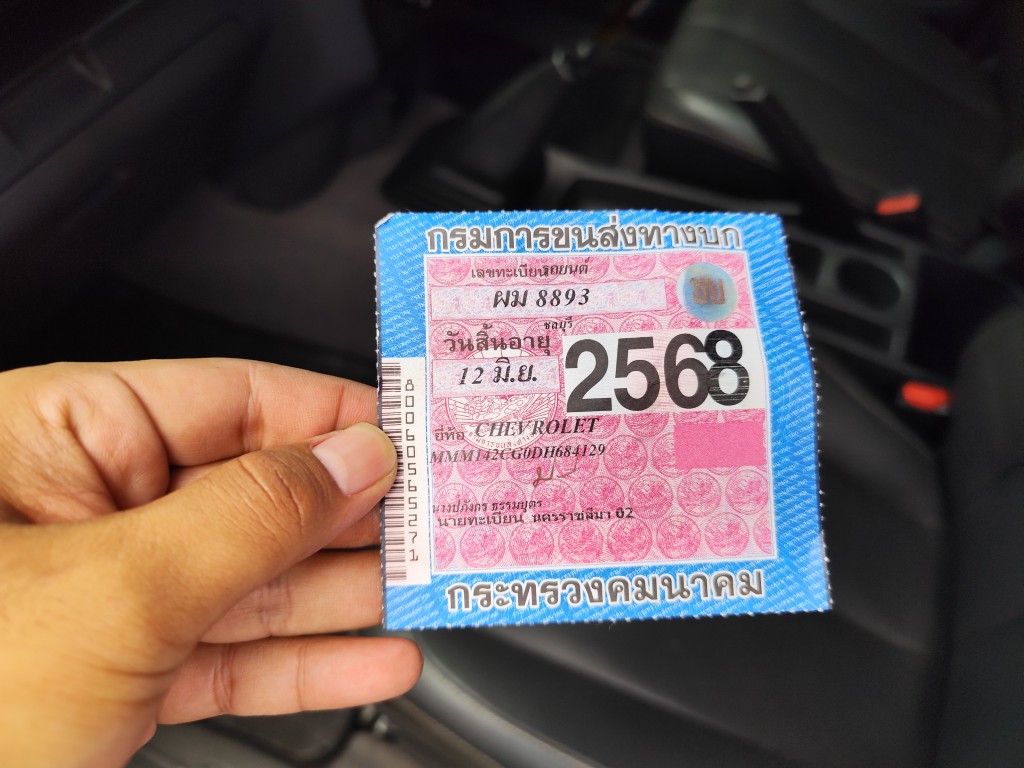 กรมการขนส่งทางบก
เลขทะเบียนรถยนต์
ผม 8893
ชลบุรี
วันสิ้นอายุ
12 มิ.ย.
2568
ยี่ห้อ CHEVROLET
MMM142CG0DH684129
นายทะเบียน นครราชสีมา 02
กระทรวงคมนาคม
80060565271